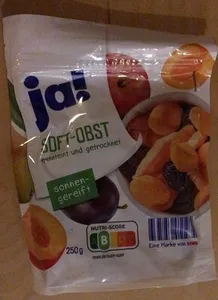 ja!
SOFT-OBST
entsteint und getrocknet
sonnen-
gereift
NUTRI-SCORE
B
250g
Eine Marke von REWE